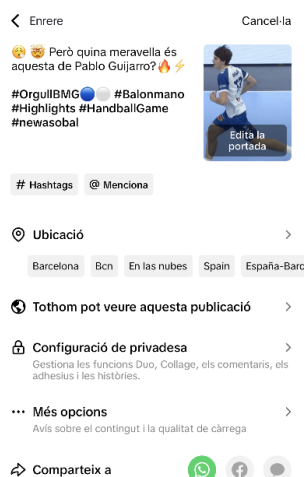 Enrere
Cancel·la
😮‍💨 🤯 Però quina meravella és
aquesta de Pablo Guijarro?🔥⚡
#OrgullBMG🔵⚪ #Balonmano
#Highlights #HandballGame
#newasobal
Edita la
portada
# Hashtags
@ Menciona
Ubicació
Barcelona
Bcn
En las nubes
Spain
España-Barc
Tothom pot veure aquesta publicació
Configuració de privadesa
Gestiona les funcions Duo, Collage, els comentaris, els
adhesius i les històries.
Més opcions
Avís sobre el contingut i la qualitat de càrrega
Comparteix a